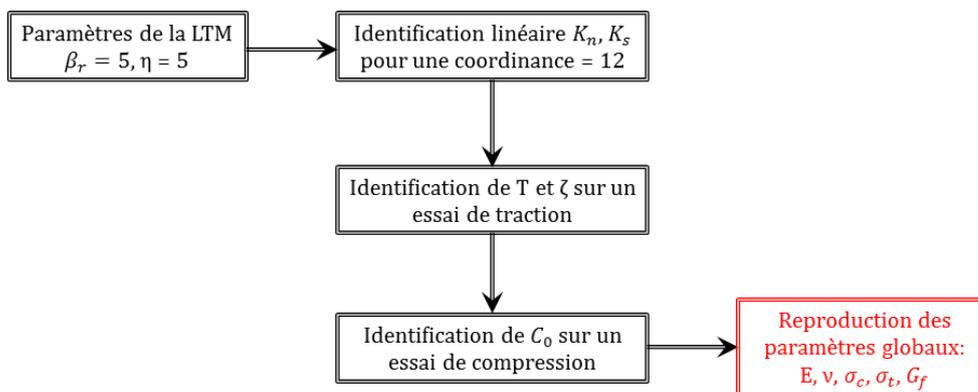 Paramètres de la LTM
β_r = 5, η = 5
Identification linéaire K_n, K_s
pour une coordinance = 12
Identification de T et ζ sur un
essai de traction
Identification de C_0 sur un
essai de compression
Reproduction des
paramètres globaux:
E, ν, σ_c, σ_t, G_f